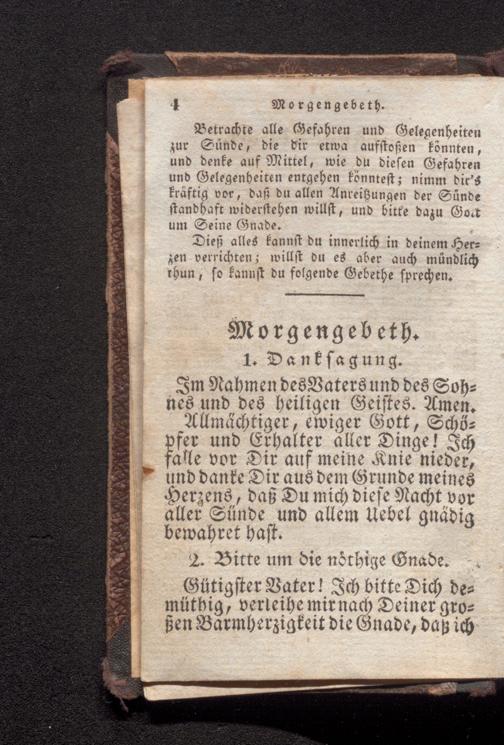 4 Morgengebeth.
Betrachte alle Gefahren und Gelegenheiten
zur Sünde, die dir etwa aufstoßen könnten,
und denke auf Mittel, wie du diesen Gefahren
und Gelegenheiten entgehen könntest; nimm dir's
kräftig vor, daß du allen Anreitzungen der Sünde
standhaft widerstehen willst, und bitte dazu Gott
um Seine Gnade.
Dieß alles kannst du innerlich in deinem Her-
zen verrichten; willst du es aber auch mündlich
thun, so kannst du folgende Gebethe sprechen.
Morgengebeth.
1. Danksagung.
Im Nahmen des Vaters und des Soh-
nes und des heiligen Geistes. Amen.
Allmächtiger, ewiger Gott, Schö-
pfer und Erhalter aller Dinge! Ich
falle vor Dir auf meine Knie nieder,
und danke Dir aus dem Grunde meines
Herzens, daß Du mich diese Nacht vor
aller Sünde und allem Uebel gnädig
bewahret hast.
2. Bitte um die nöthige Gnade.
Gütigster Vater! Ich bitte Dich de-
müthig, verleihe mir nach Deiner gro-
ßen Barmherzigkeit die Gnade, daß ich